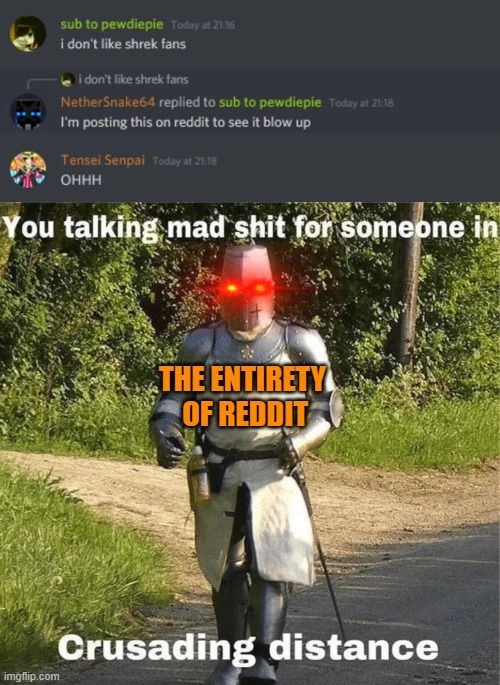 sub to pewdiepie Today at 21:16
i don't like shrek fans
i don't like shrek fans
NetherSnake64 replied to sub to pewdiepie Today at 21:18
I'm posting this on reddit to see it blow up
Tensei Senpai Today at 21:18
OHHH
You talking mad shit for someone in
THE ENTIRETY
OF REDDIT
Crusading distance
imgflip.com